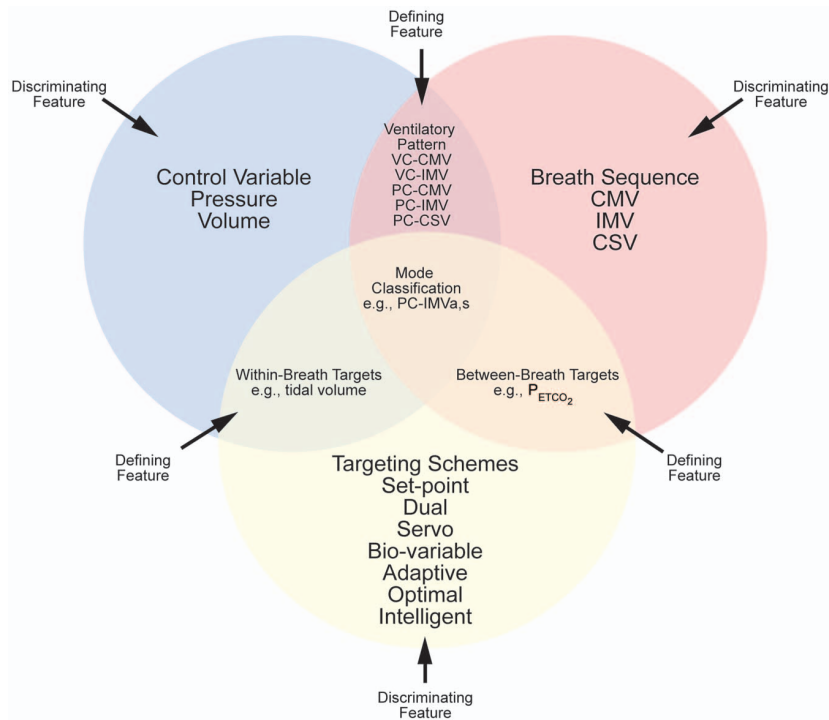 Defining
Feature
Discriminating
Feature
Discriminating
Feature
Control Variable
Pressure
Volume
Ventilatory
Pattern
VC-CMV
VC-IMV
PC-CMV
PC-IMV
PC-CSV
Breath Sequence
CMV
IMV
CSV
Mode
Classification
e.g., PC-IMVa,s
Within-Breath Targets
e.g., tidal volume
Between-Breath Targets
e.g., PETCO2
Defining
Feature
Defining
Feature
Targeting Schemes
Set-point
Dual
Servo
Bio-variable
Adaptive
Optimal
Intelligent
Discriminating
Feature